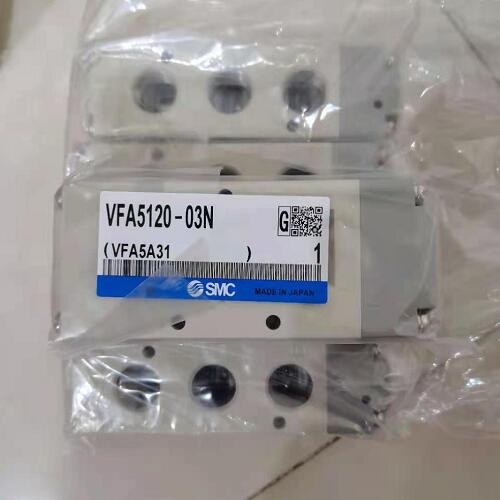 VFA5120-03N
G
(VFA5A31 ) 1
SMC MADE IN JAPAN